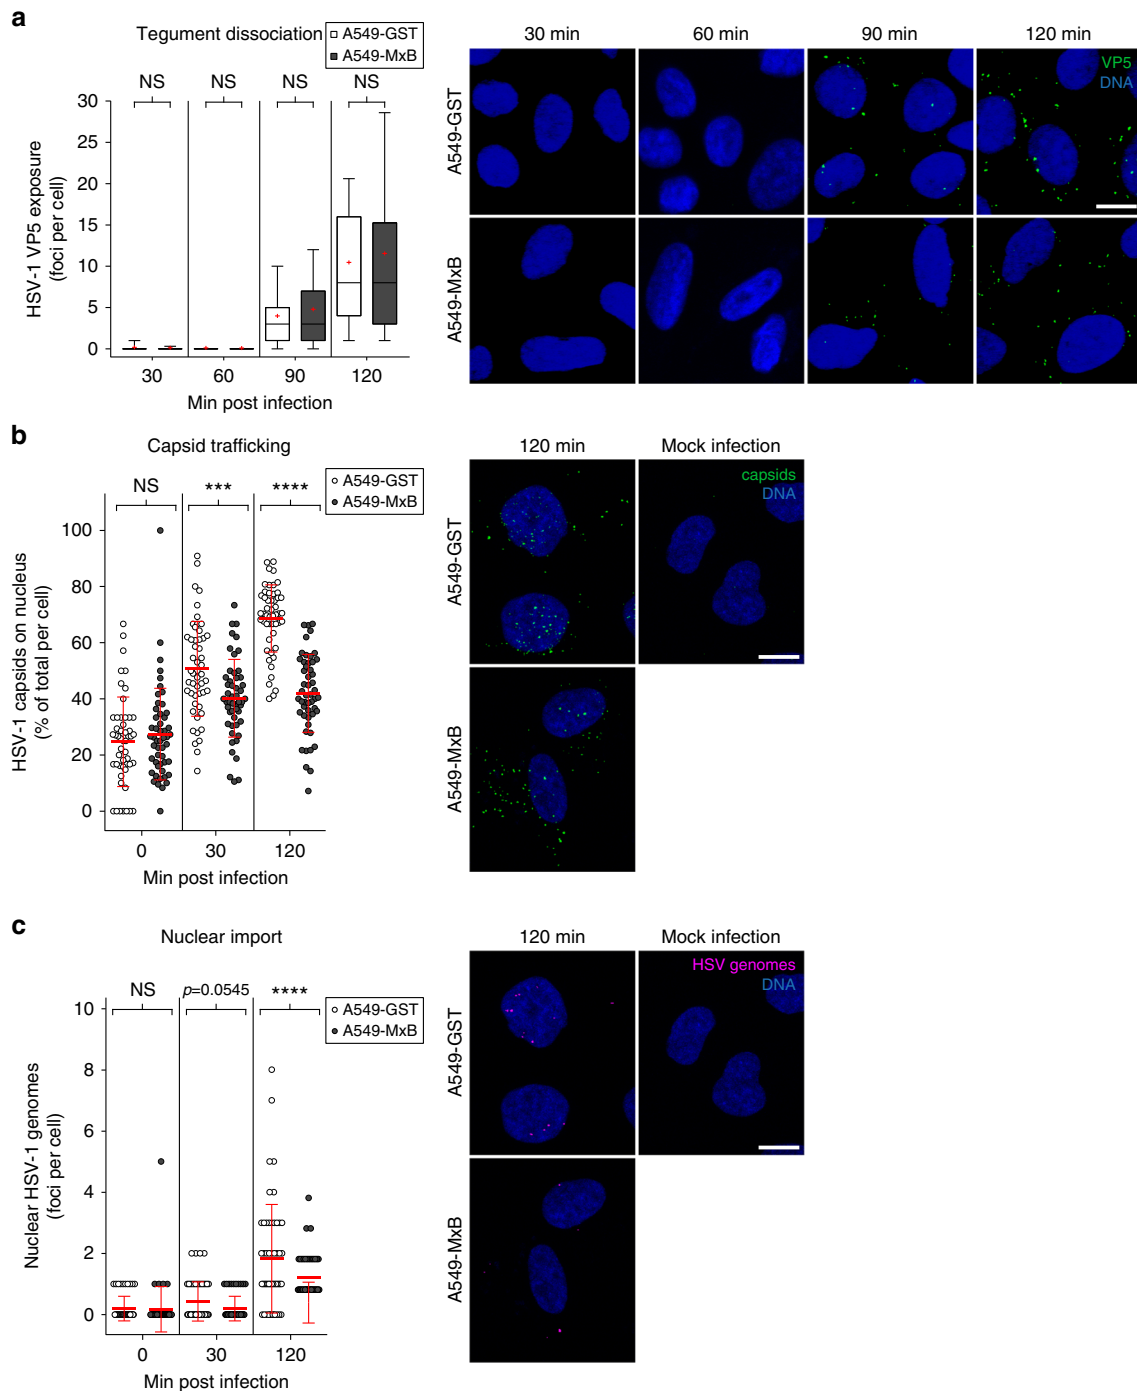 a
Tegument dissociation
A549-GST
A549-MxB
NS NS NS NS
30
25
20
15
10
5
0
HSV-1 VP5 exposure
(foci per cell)
30 60 90 120
Min post infection
30 min 60 min 90 min 120 min
A549-GST
A549-MxB
VP5
DNA
b
Capsid trafficking
A549-GST
A549-MxB
NS *** ****
100
80
60
40
20
0
HSV-1 capsids on nucleus
(% of total per cell)
0 30 120
Min post infection
120 min Mock infection
A549-GST
A549-MxB
capsids
DNA
c
Nuclear import
A549-GST
A549-MxB
NS p=0.0545 ****
10
8
6
4
2
0
Nuclear HSV-1 genomes
(foci per cell)
0 30 120
Min post infection
120 min Mock infection
A549-GST
A549-MxB
HSV genomes
DNA